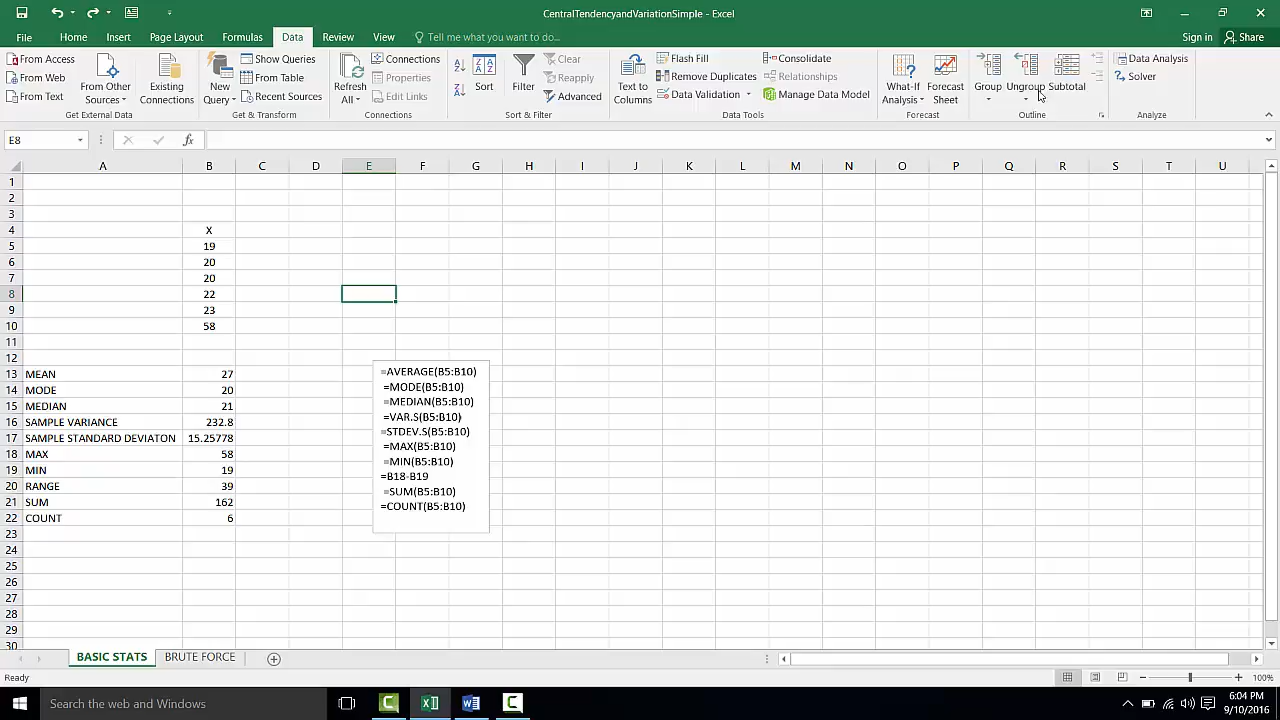 CentralTendencyandVariationSimple - Excel
File Home Insert Page Layout Formulas Data Review View Tell me what you want to do... Sign in Share
From Access
From Web
From Text
From Other Sources
Existing Connections
Get External Data
New Query
Show Queries
From Table
Recent Sources
Get & Transform
Refresh All
Connections
Properties
Edit Links
Connections
Sort
Filter
Clear
Reapply
Advanced
Sort & Filter
Text to Columns
Flash Fill
Remove Duplicates
Data Validation
Consolidate
Relationships
Manage Data Model
Data Tools
What-If Analysis
Forecast Sheet
Forecast
Group
Ungroup
Subtotal
Outline
Data Analysis
Solver
Analyze
E8 fx
A B C D E F G H I J K L M N O P Q R S T U
1
2
3
4 X
5 19
6 20
7 20
8 22
9 23
10 58
11
12
13 MEAN 27
14 MODE 20
15 MEDIAN 21
16 SAMPLE VARIANCE 232.8
17 SAMPLE STANDARD DEVIATON 15.25778
18 MAX 58
19 MIN 19
20 RANGE 39
21 SUM 162
22 COUNT 6
23
24
25
26
27
28
29
30
=AVERAGE(B5:B10)
=MODE(B5:B10)
=MEDIAN(B5:B10)
=VAR.S(B5:B10)
=STDEV.S(B5:B10)
=MAX(B5:B10)
=MIN(B5:B10)
=B18-B19
=SUM(B5:B10)
=COUNT(B5:B10)
BASIC STATS BRUTE FORCE
Ready 100%
Search the web and Windows
6:04 PM
9/10/2016